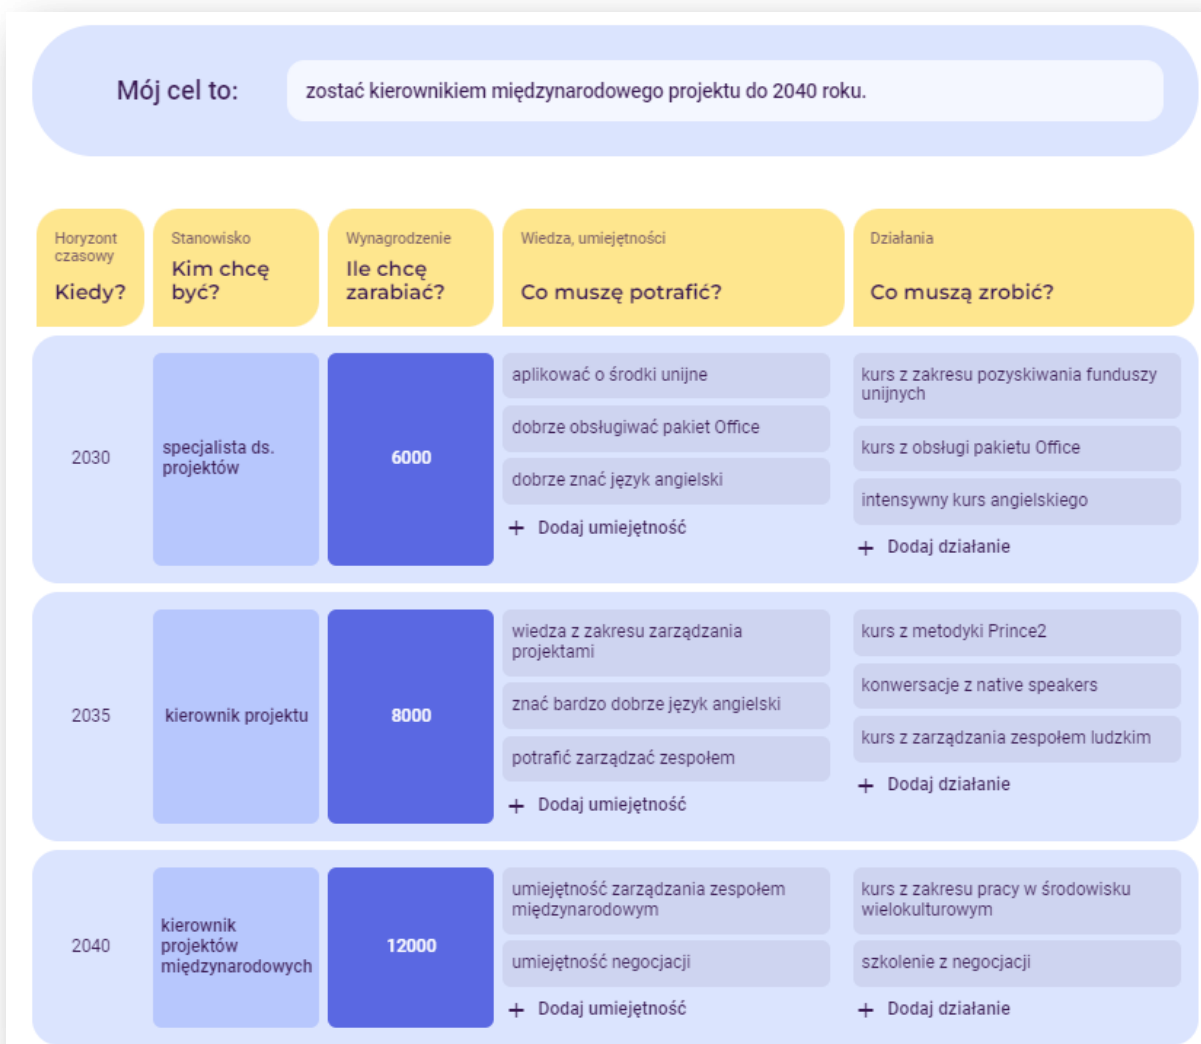 Mój cel to:
zostać kierownikiem międzynarodowego projektu do 2040 roku.
Horyzont
czasowy
Kiedy?
Stanowisko
Kim chcę
być?
Wynagrodzenie
Ile chcę
zarabiać?
Wiedza, umiejętności
Co muszę potrafić?
Działania
Co muszą zrobić?
2030
specjalista ds.
projektów
6000
aplikować o środki unijne
dobrze obsługiwać pakiet Office
dobrze znać język angielski
+ Dodaj umiejętność
kurs z zakresu pozyskiwania funduszy
unijnych
kurs z obsługi pakietu Office
intensywny kurs angielskiego
+ Dodaj działanie
2035
kierownik projektu
8000
wiedza z zakresu zarządzania
projektami
znać bardzo dobrze język angielski
potrafić zarządzać zespołem
+ Dodaj umiejętność
kurs z metodyki Prince2
konwersacje z native speakers
kurs z zarządzania zespołem ludzkim
+ Dodaj działanie
2040
kierownik
projektów
międzynarodowych
12000
umiejętność zarządzania zespołem
międzynarodowym
umiejętność negocjacji
+ Dodaj umiejętność
kurs z zakresu pracy w środowisku
wielokulturowym
szkolenie z negocjacji
+ Dodaj działanie